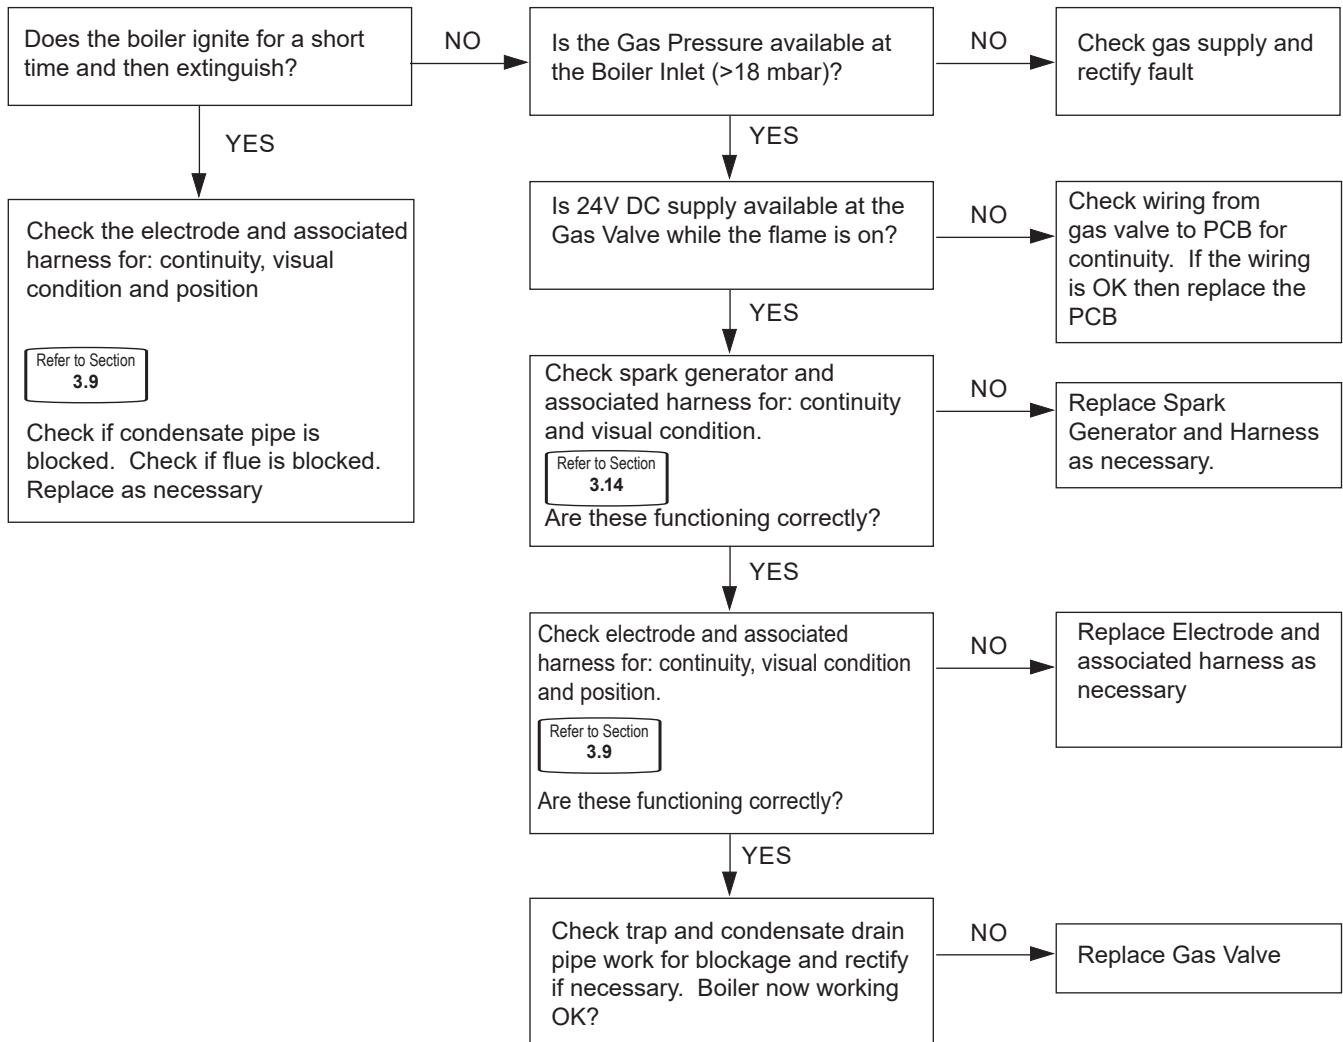 Does the boiler ignite for a short
time and then extinguish?
NO
Is the Gas Pressure available at
the Boiler Inlet (>18 mbar)?
NO
Check gas supply and
rectify fault
YES
YES
Check the electrode and associated
harness for: continuity, visual
condition and position
Refer to Section
3.9
Check if condensate pipe is
blocked.  Check if flue is blocked.
Replace as necessary
Is 24V DC supply available at the
Gas Valve while the flame is on?
NO
Check wiring from
gas valve to PCB for
continuity.  If the wiring
is OK then replace the
PCB
YES
Check spark generator and
associated harness for: continuity
and visual condition.
Refer to Section
3.14
Are these functioning correctly?
NO
Replace Spark
Generator and Harness
as necessary.
YES
Check electrode and associated
harness for: continuity, visual condition
and position.
Refer to Section
3.9
Are these functioning correctly?
NO
Replace Electrode and
associated harness as
necessary
YES
Check trap and condensate drain
pipe work for blockage and rectify
if necessary.  Boiler now working
OK?
NO
Replace Gas Valve